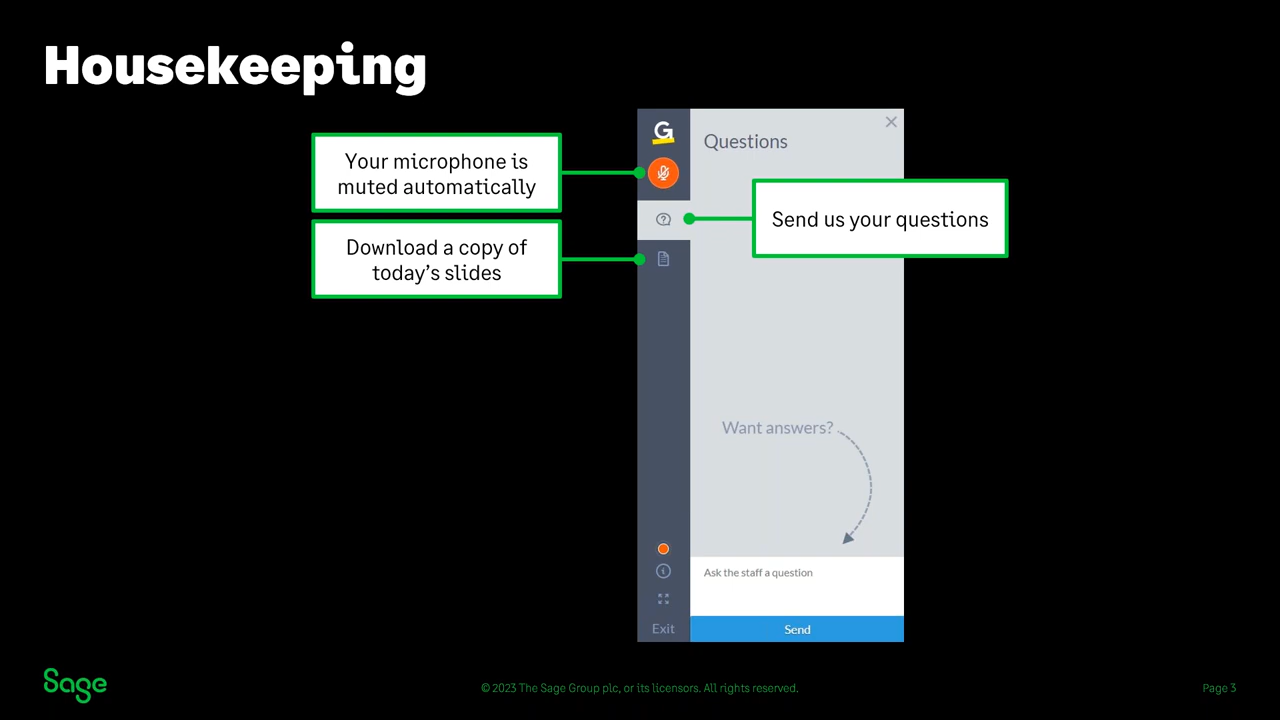 Housekeeping
Your microphone is
muted automatically
Download a copy of
today’s slides
G
Questions
Send us your questions
Want answers?
Ask the staff a question
Send
Exit
Sage
© 2023 The Sage Group plc, or its licensors. All rights reserved.
Page 3